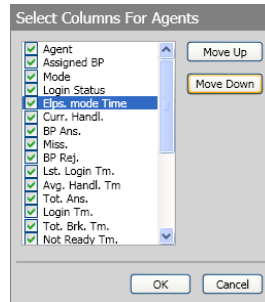 Select Columns For Agents
Agent
Assigned BP
Mode
Login Status
Elps. mode Time
Curr. Handl.
BP Ans.
Miss.
BP Rej.
Lst. Login Tm.
Avg. Handl. Tm
Tot. Ans.
Login Tm.
Tot. Brk. Tm.
Not Ready Tm.
Move Up
Move Down
OK
Cancel